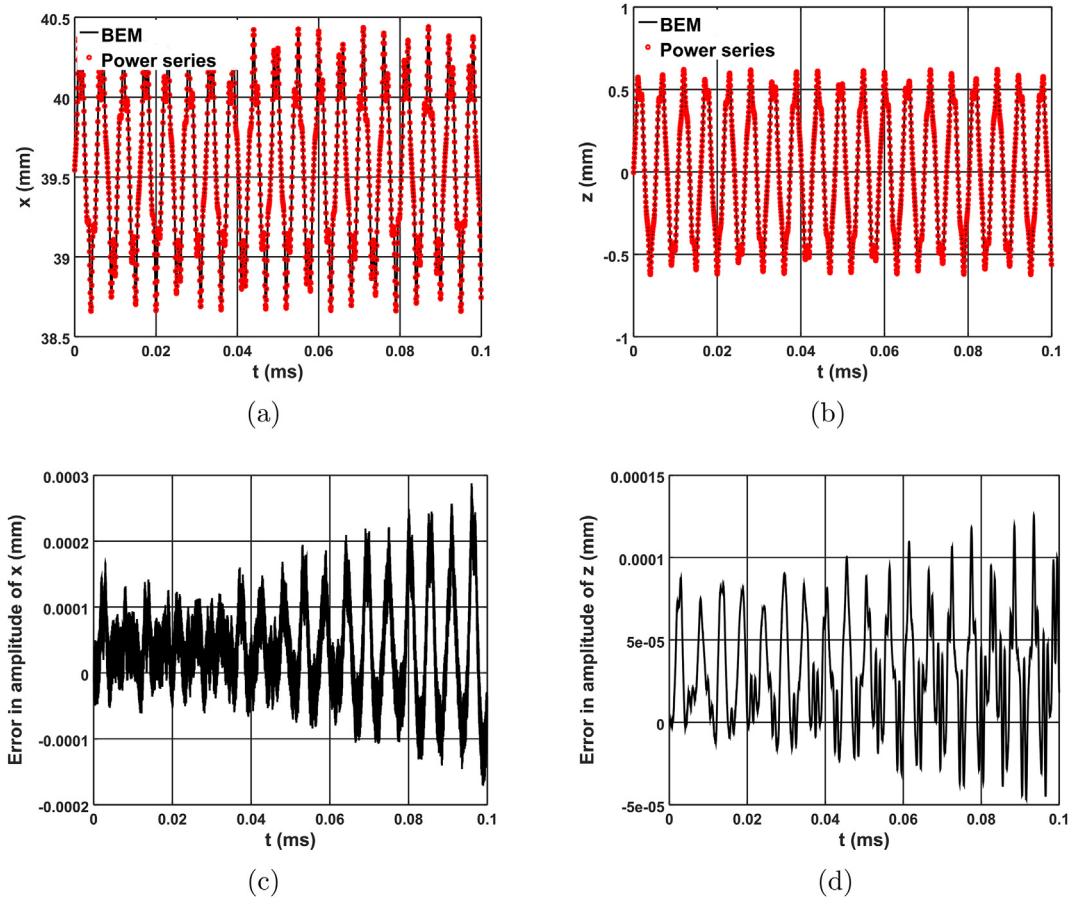 40.5
40
39.5
39
38.5
x (mm)
BEM
Power series
0 0.02 0.04 0.06 0.08 0.1
t (ms)
(a)
1
0.5
0
-0.5
-1
z (mm)
BEM
Power series
0 0.02 0.04 0.06 0.08 0.1
t (ms)
(b)
0.0003
0.0002
0.0001
0
-0.0001
-0.0002
Error in amplitude of x (mm)
0 0.02 0.04 0.06 0.08 0.1
t (ms)
(c)
0.00015
0.0001
5e-05
0
-5e-05
Error in amplitude of z (mm)
0 0.02 0.04 0.06 0.08 0.1
t (ms)
(d)